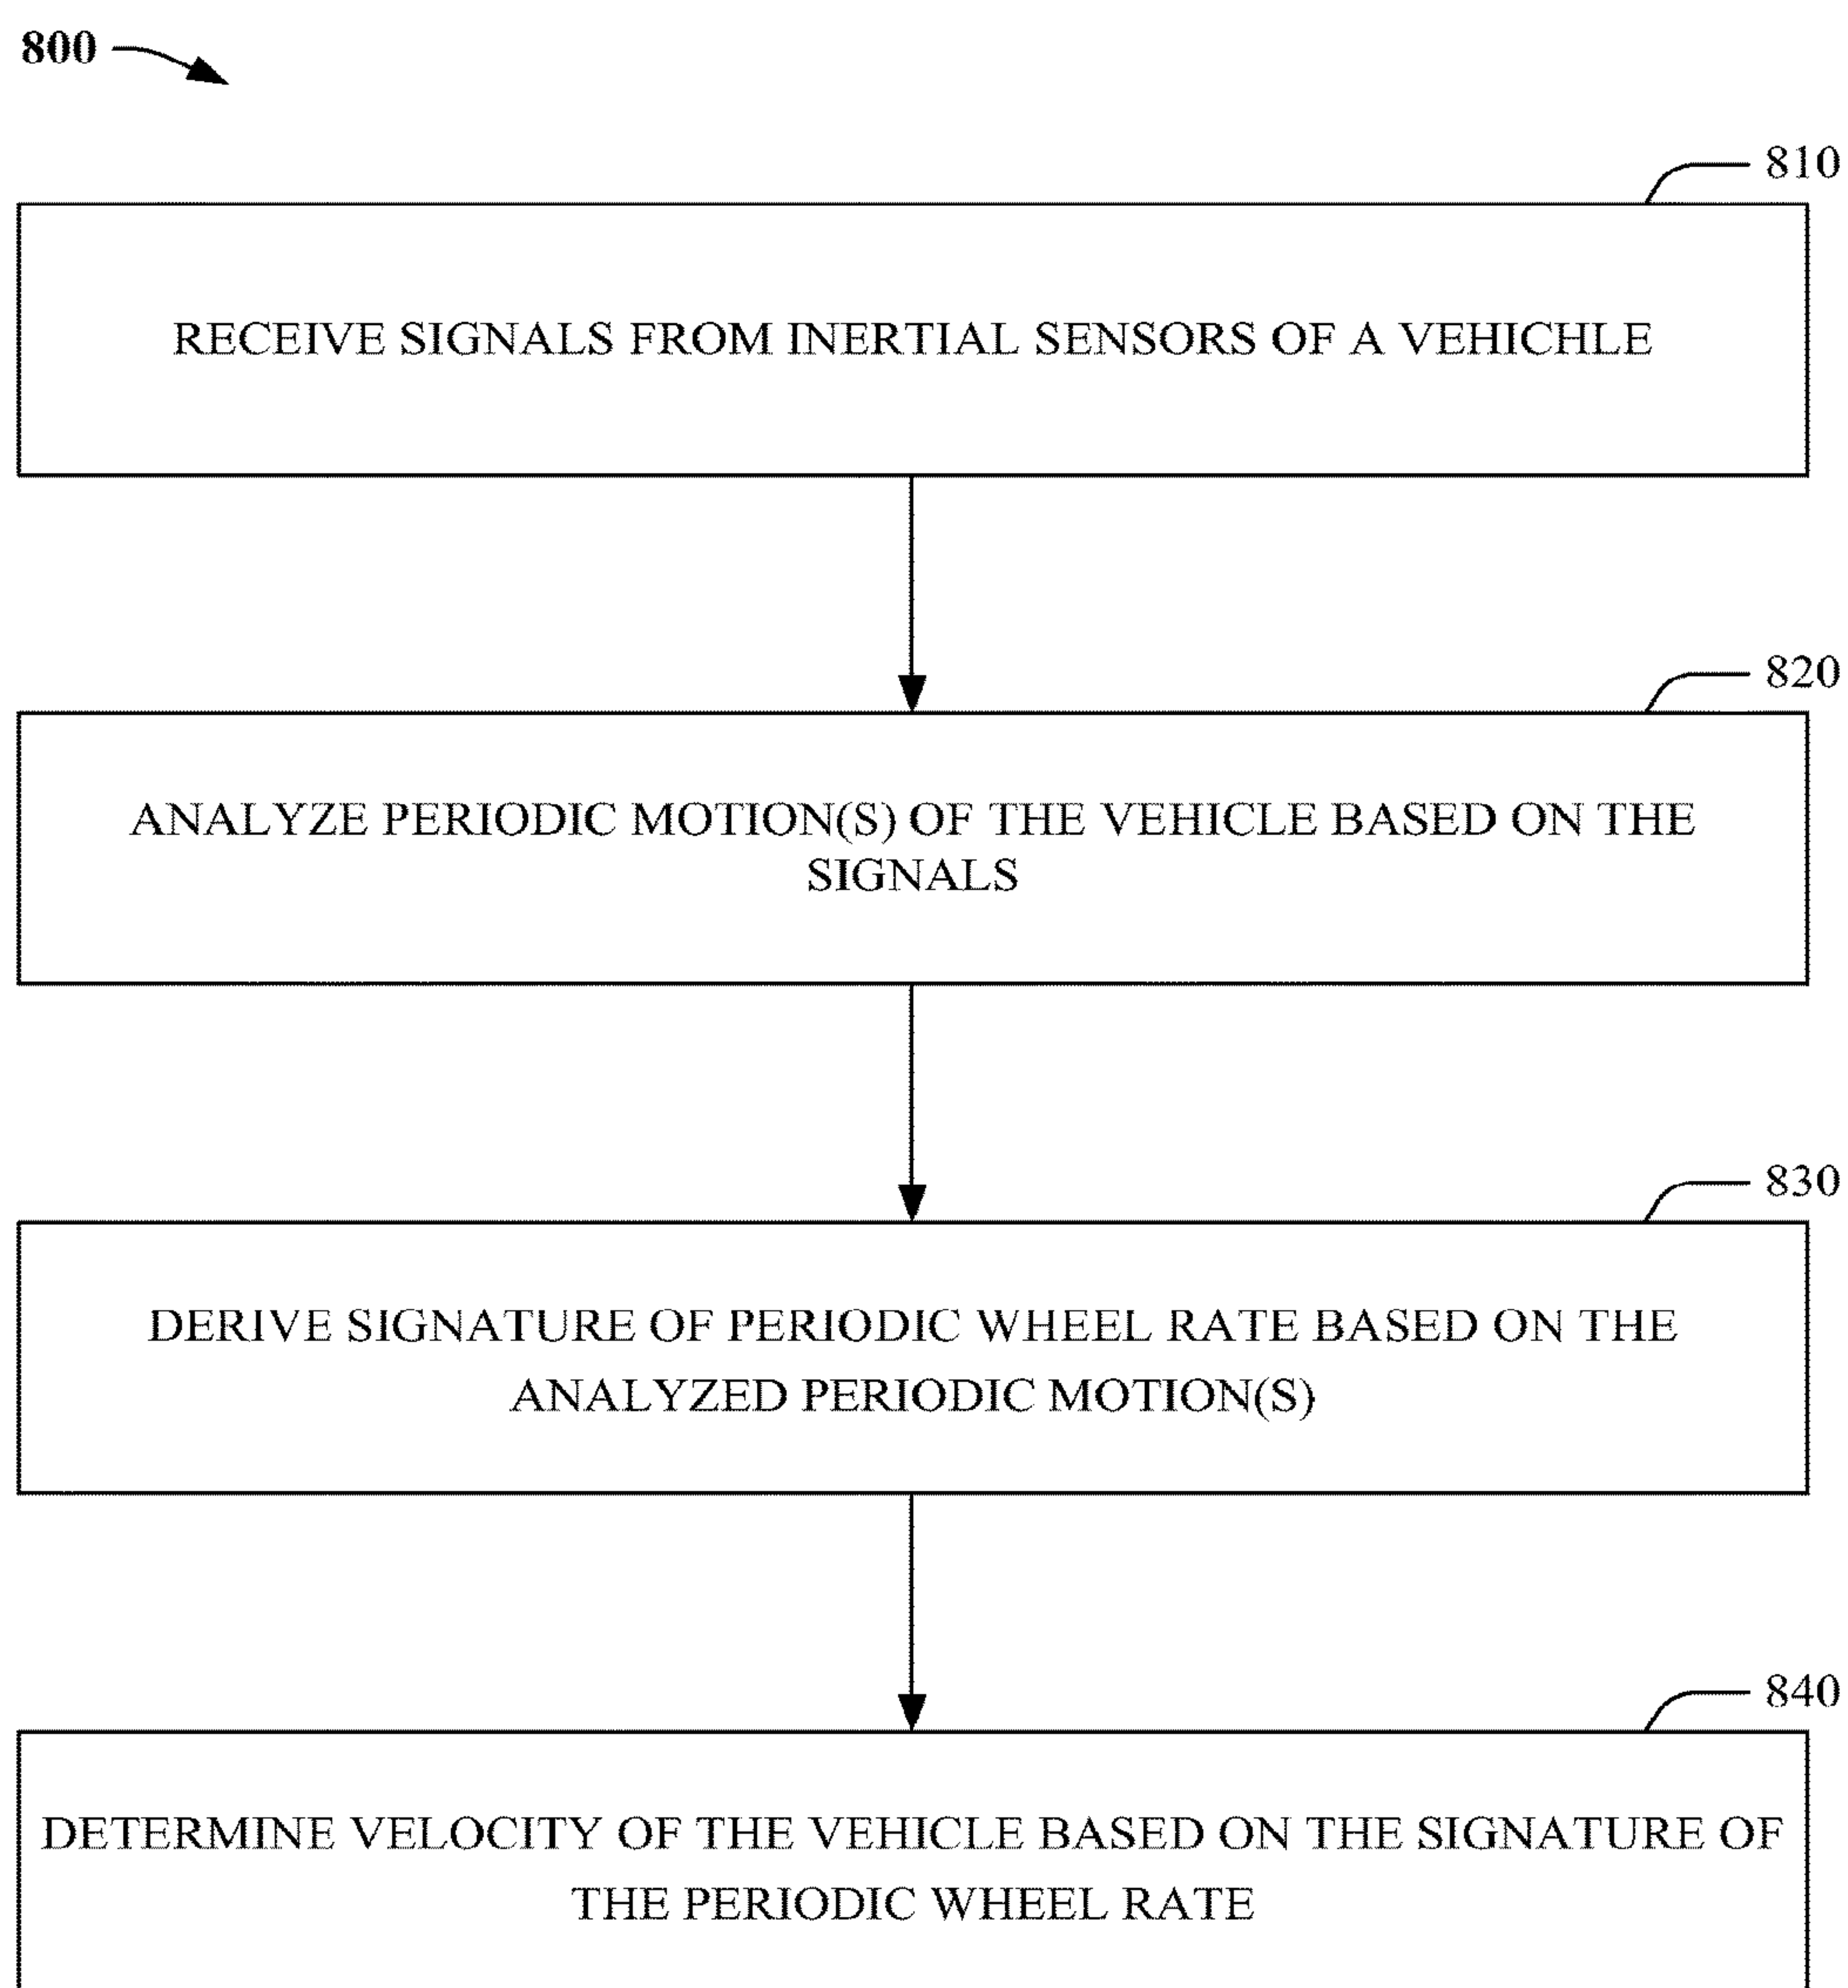 800
810
RECEIVE SIGNALS FROM INERTIAL SENSORS OF A VEHICHLE
820
ANALYZE PERIODIC MOTION(S) OF THE VEHICLE BASED ON THE
SIGNALS
830
DERIVE SIGNATURE OF PERIODIC WHEEL RATE BASED ON THE
ANALYZED PERIODIC MOTION(S)
840
DETERMINE VELOCITY OF THE VEHICLE BASED ON THE SIGNATURE OF
THE PERIODIC WHEEL RATE